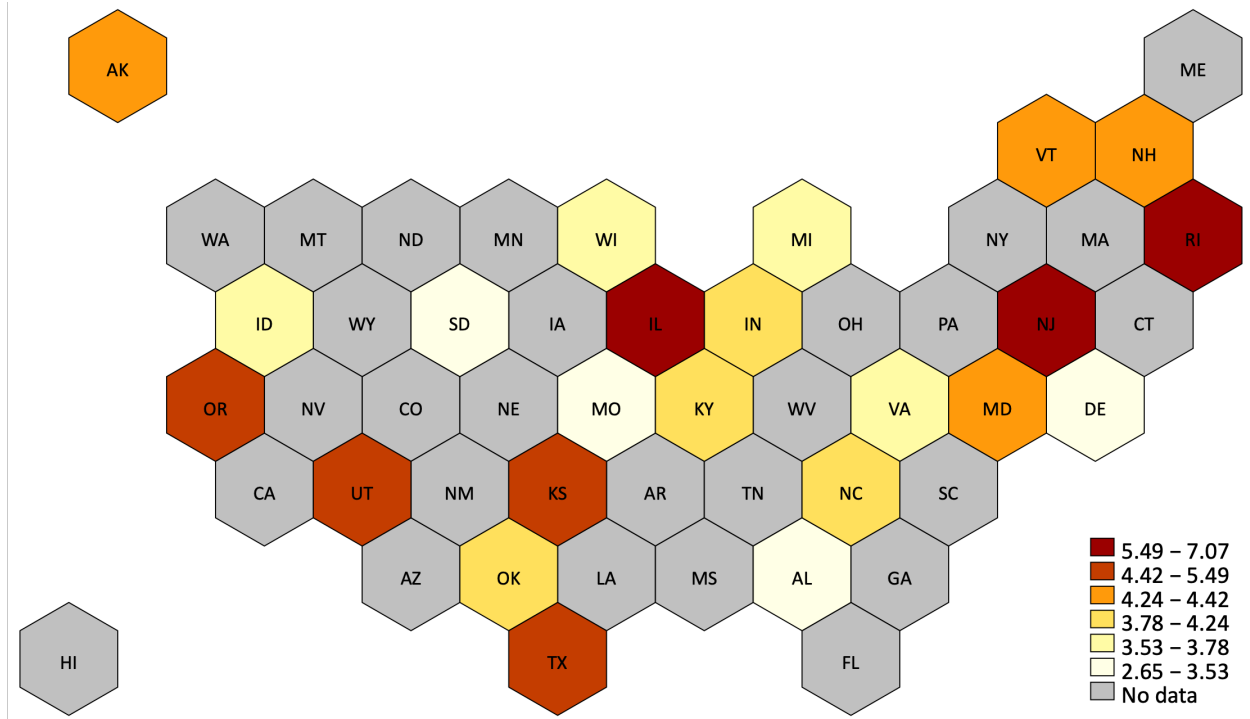 AK
ME
VT NH
WA MT ND MN WI MI NY MA RI
ID WY SD IA IL IN OH PA NJ CT
OR NV CO NE MO KY WV VA MD DE
CA UT NM KS AR TN NC SC
AZ OK LA MS AL GA
HI TX FL
5.49 – 7.07
4.42 – 5.49
4.24 – 4.42
3.78 – 4.24
3.53 – 3.78
2.65 – 3.53
No data